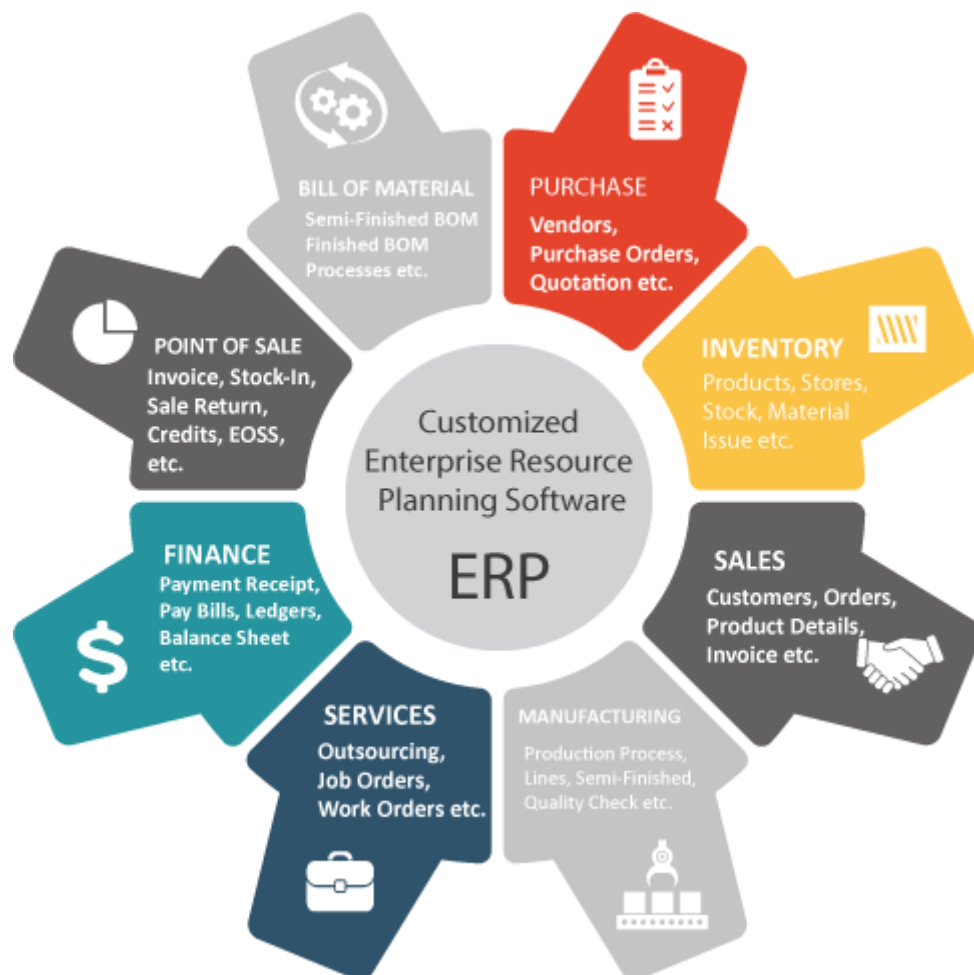 BILL OF MATERIAL
Semi-Finished BOM
Finished BOM
Processes etc.
PURCHASE
Vendors,
Purchase Orders,
Quotation etc.
INVENTORY
Products, Stores,
Stock, Material
Issue etc.
SALES
Customers, Orders,
Product Details,
Invoice etc.
MANUFACTURING
Production Process,
Lines, Semi-Finished,
Quality Check etc.
SERVICES
Outsourcing,
Job Orders,
Work Orders etc.
FINANCE
Payment Receipt,
Pay Bills, Ledgers,
Balance Sheet
etc.
POINT OF SALE
Invoice, Stock-In,
Sale Return,
Credits, EOSS,
etc.
Customized
Enterprise Resource
Planning Software
ERP
$